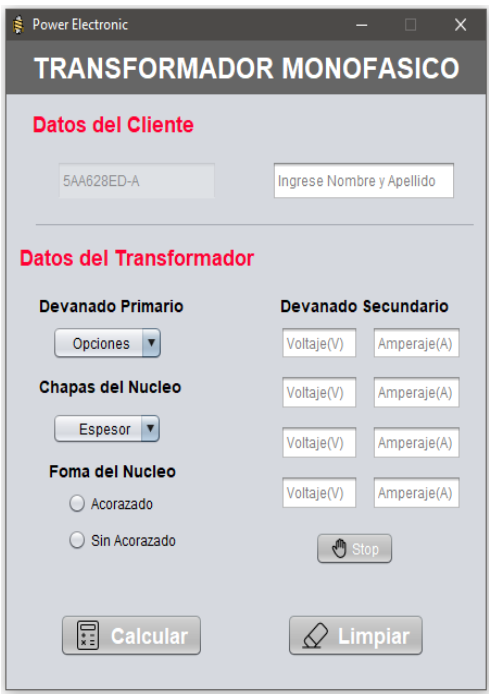 Power Electronic
TRANSFORMADOR MONOFASICO
Datos del Cliente
5AA628ED-A
Ingrese Nombre y Apellido
Datos del Transformador
Devanado Primario
Opciones
Chapas del Nucleo
Espesor
Foma del Nucleo
Acorazado
Sin Acorazado
Devanado Secundario
Voltaje(V) Amperaje(A)
Voltaje(V) Amperaje(A)
Voltaje(V) Amperaje(A)
Voltaje(V) Amperaje(A)
Stop
Calcular
Limpiar